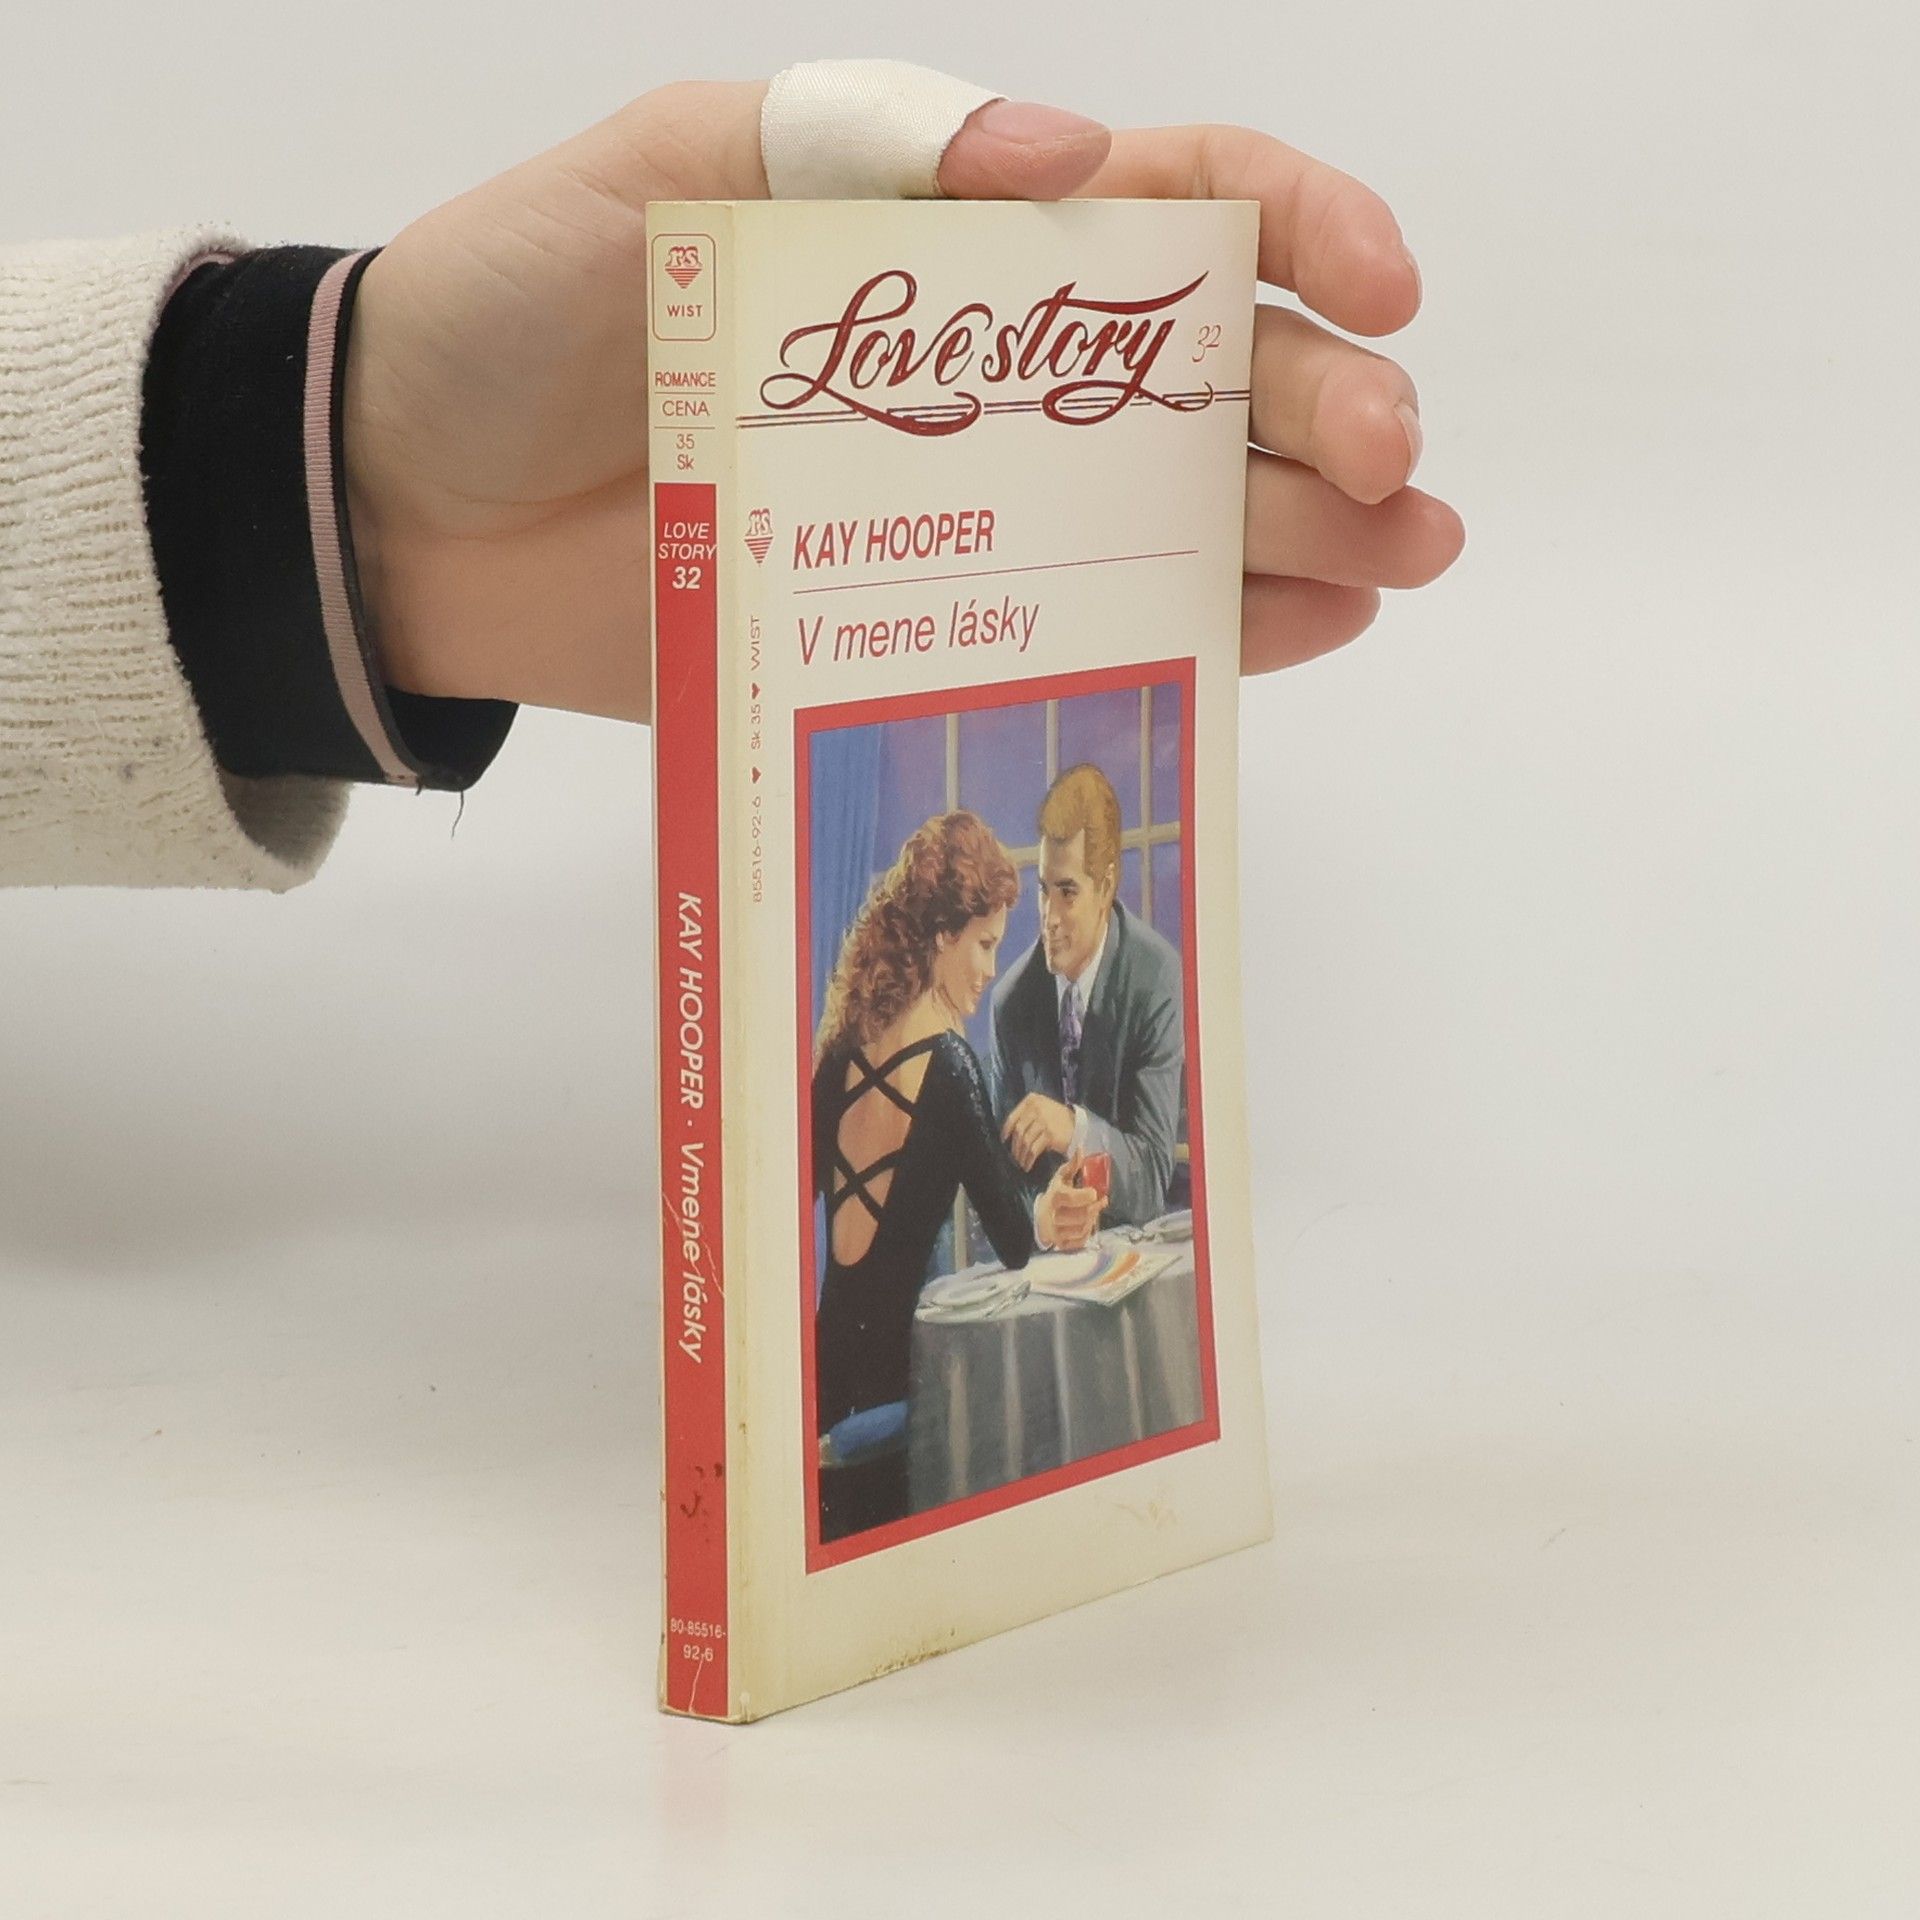 r.s.
WIST
ROMANCE
CENA
35
Sk
LOVE
STORY
32
KAY HOOPER · V mene lásky
80-85516-
92-6
Love story 32
r.s.
KAY HOOPER
V mene lásky
85516-92-6 ♥ Sk 35 ♥ WIST